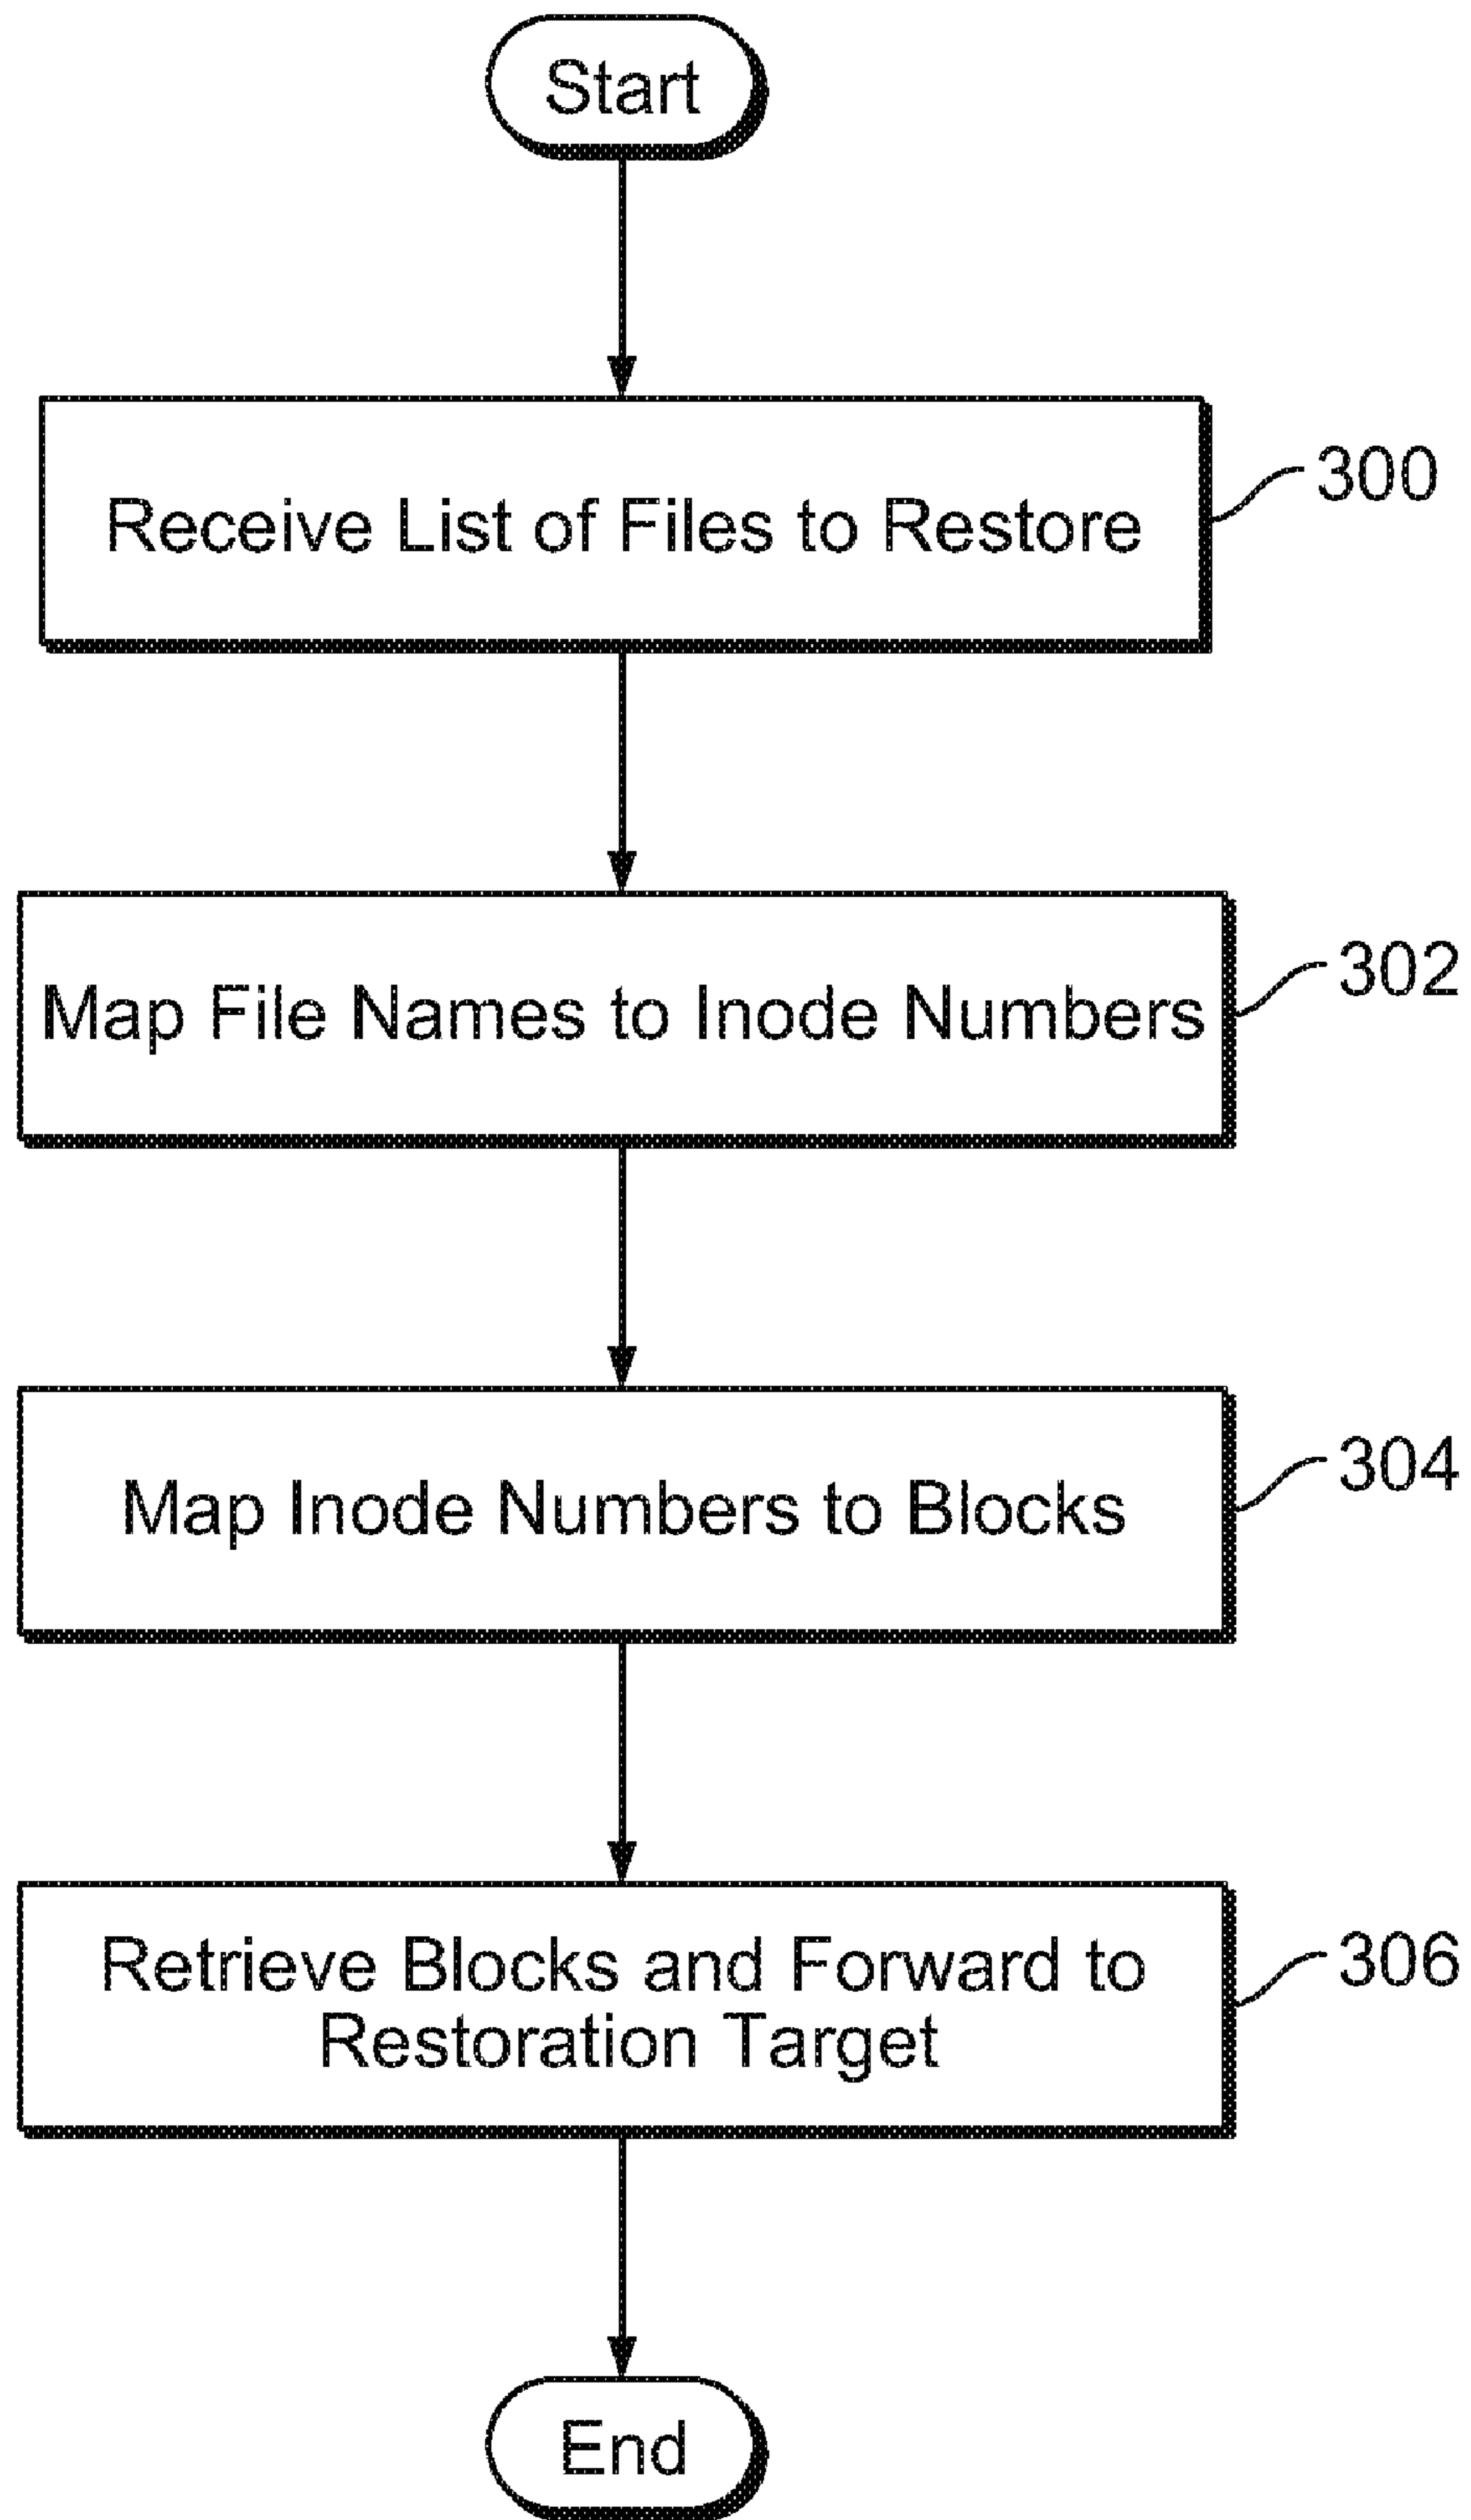 Start
Receive List of Files to Restore
300
Map File Names to Inode Numbers
302
Map Inode Numbers to Blocks
304
Retrieve Blocks and Forward to
Restoration Target
306
End